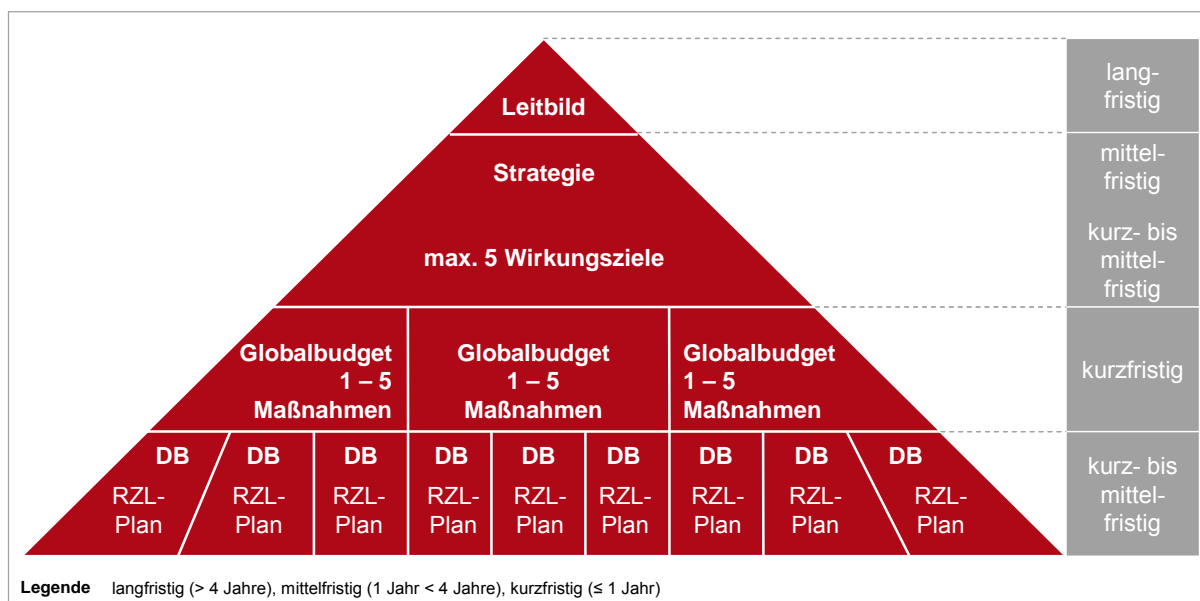 Leitbild
lang-
fristig
Strategie
mittel-
fristig
max. 5 Wirkungsziele
kurz- bis
mittel-
fristig
Globalbudget
1 – 5
Maßnahmen
Globalbudget
1 – 5
Maßnahmen
Globalbudget
1 – 5
Maßnahmen
kurzfristig
DB
RZL-
Plan
DB
RZL-
Plan
DB
RZL-
Plan
DB
RZL-
Plan
DB
RZL-
Plan
DB
RZL-
Plan
DB
RZL-
Plan
DB
RZL-
Plan
DB
RZL-
Plan
kurz- bis
mittel-
fristig
Legende langfristig (> 4 Jahre), mittelfristig (1 Jahr < 4 Jahre), kurzfristig (≤ 1 Jahr)